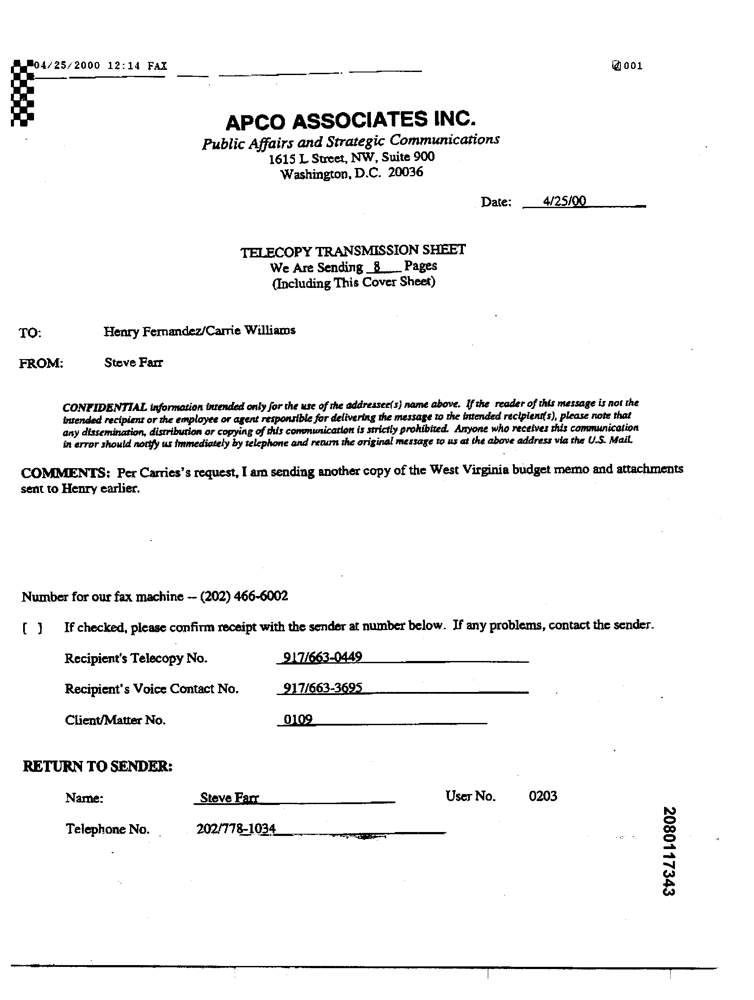 04/25/2000 12:14 FAX 001
APCO ASSOCIATES INC.
Public Affairs and Strategic Communications
1615 L Street, NW, Suite 900
Washington, D.C. 20036
Date: 4/25/00
TELECOPY TRANSMISSION SHEET
We Are Sending 8 Pages
(Including This Cover Sheet)
TO: Henry Fernandez/Carrie Williams
FROM: Steve Farr
CONFIDENTIAL information intended only for the use of the addressee(s) name above. If the reader of this message is not the
intended recipient or the employee or agent responsible for delivering the message to the intended recipient(s), please note that
any dissemination, distribution or copying of this communication is strictly prohibited. Anyone who receives this communication
in error should notify us immediately by telephone and return the original message to us at the above address via the U.S. Mail.
COMMENTS: Per Carries's request, I am sending another copy of the West Virginia budget memo and attachments
sent to Henry earlier.
Number for our fax machine -- (202) 466-6002
[ ] If checked, please confirm receipt with the sender at number below. If any problems, contact the sender.
Recipient's Telecopy No. 917/663-0449
Recipient's Voice Contact No. 917/663-3695
Client/Matter No. 0109
RETURN TO SENDER:
Name: Steve Farr User No. 0203
Telephone No. 202/778-1034
2080117343